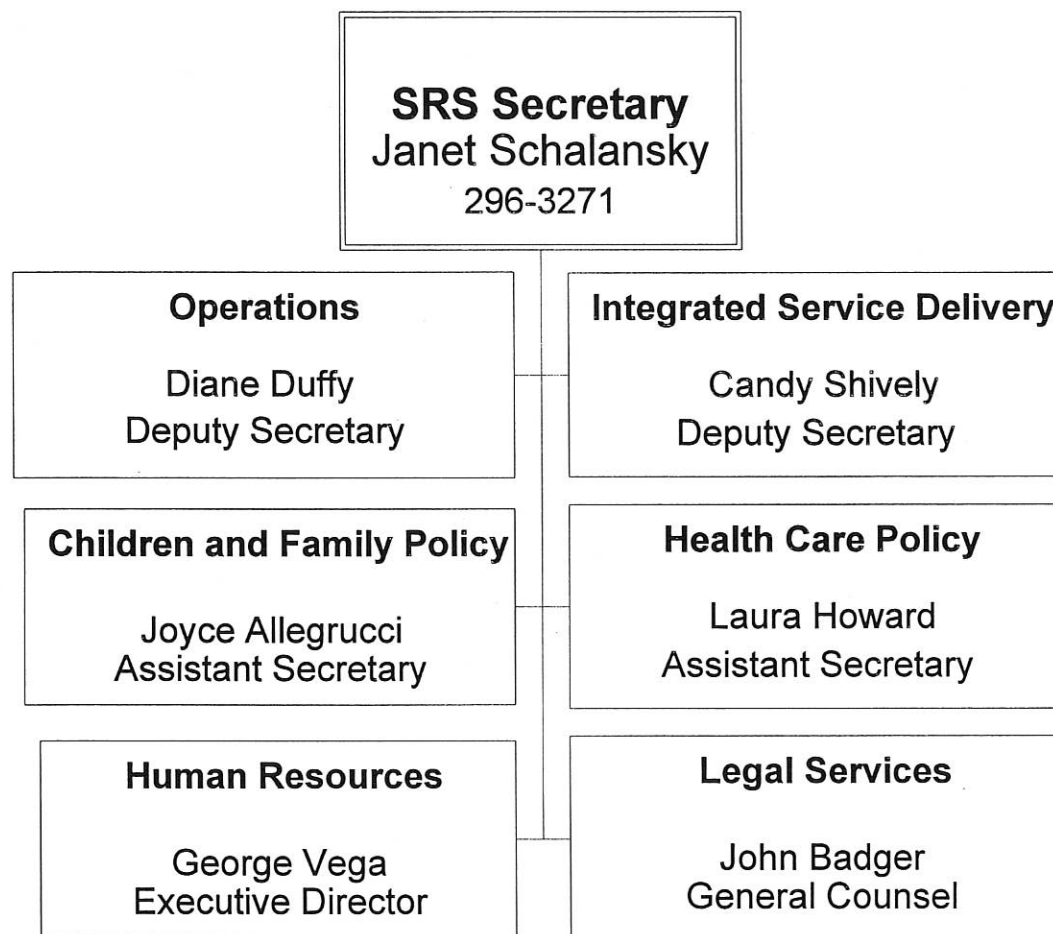 SRS Secretary
Janet Schalansky
296-3271
Operations
Diane Duffy
Deputy Secretary
Integrated Service Delivery
Candy Shively
Deputy Secretary
Children and Family Policy
Joyce Allegrucci
Assistant Secretary
Health Care Policy
Laura Howard
Assistant Secretary
Human Resources
George Vega
Executive Director
Legal Services
John Badger
General Counsel